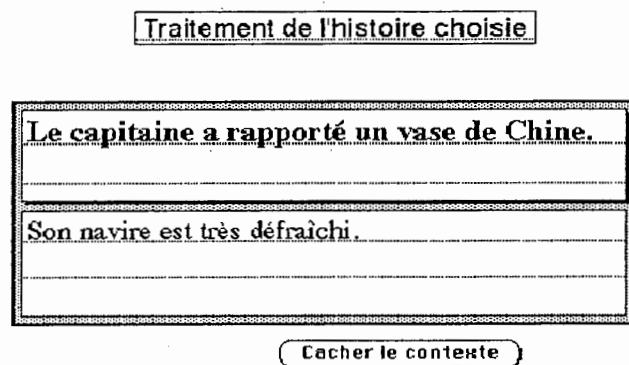 Traitement de l'histoire choisie
Le capitaine a rapporté un vase de Chine.
Son navire est très défraîchi.
Cacher le contexte